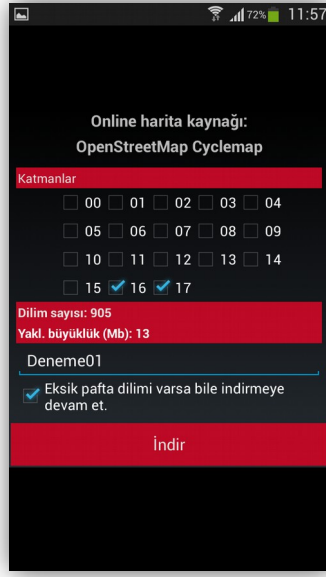 72% 11:57
Online harita kaynağı:
OpenStreetMap Cyclemap
Katmanlar
00 01 02 03 04
05 06 07 08 09
10 11 12 13 14
15 16 17
Dilim sayısı: 905
Yakl. büyüklük (Mb): 13
Deneme01
Eksik pafta dilimi varsa bile indirmeye
devam et.
İndir